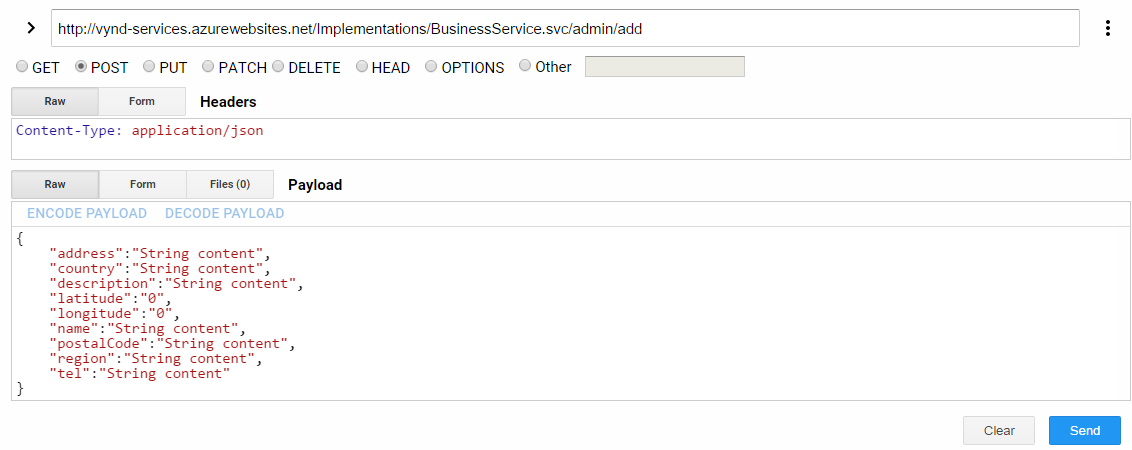 http://vynd-services.azurewebsites.net/Implementations/BusinessService.svc/admin/add
GET POST PUT PATCH DELETE HEAD OPTIONS Other
Raw Form Headers
Content-Type: application/json
Raw Form Files (0) Payload
ENCODE PAYLOAD DECODE PAYLOAD
{
"address":"String content",
"country":"String content",
"description":"String content",
"latitude":"0",
"longitude":"0",
"name":"String content",
"postalCode":"String content",
"region":"String content",
"tel":"String content"
}
Clear Send